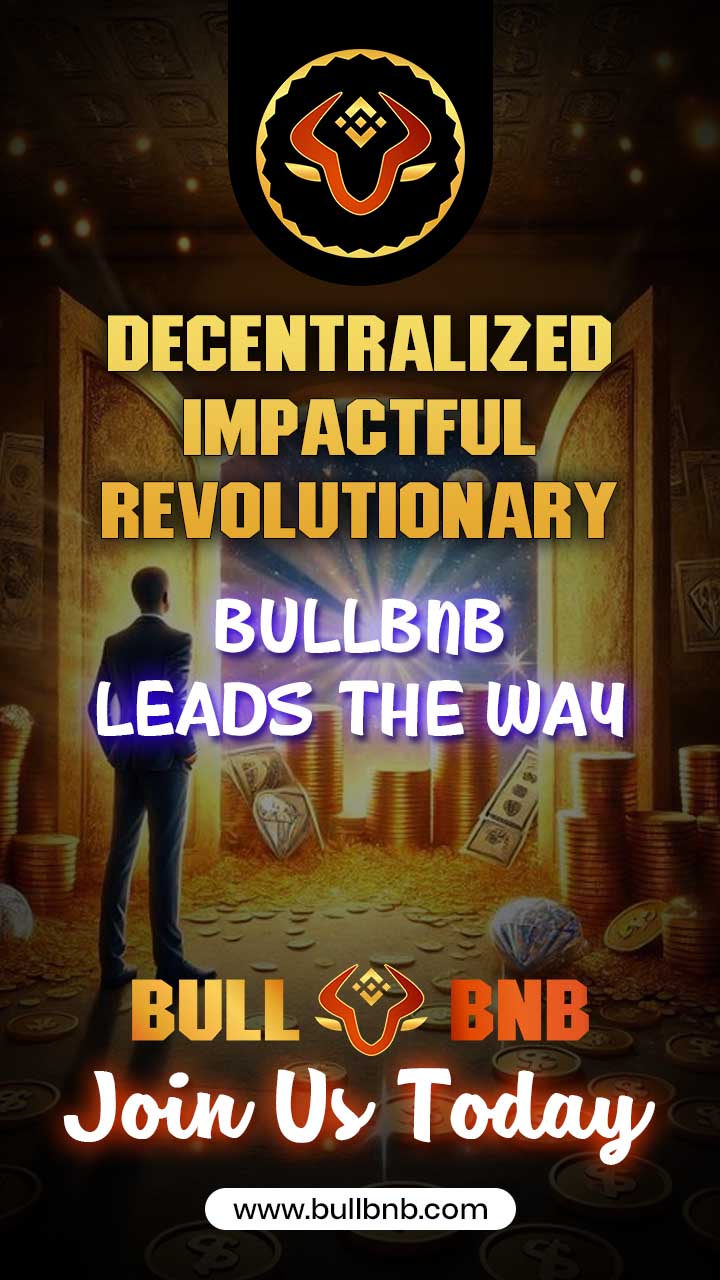 DECENTRALIZED
IMPACTFUL
REVOLUTIONARY
BULLBNB
LEADS THE WAY
BULL BNB
Join Us Today
www.bullbnb.com